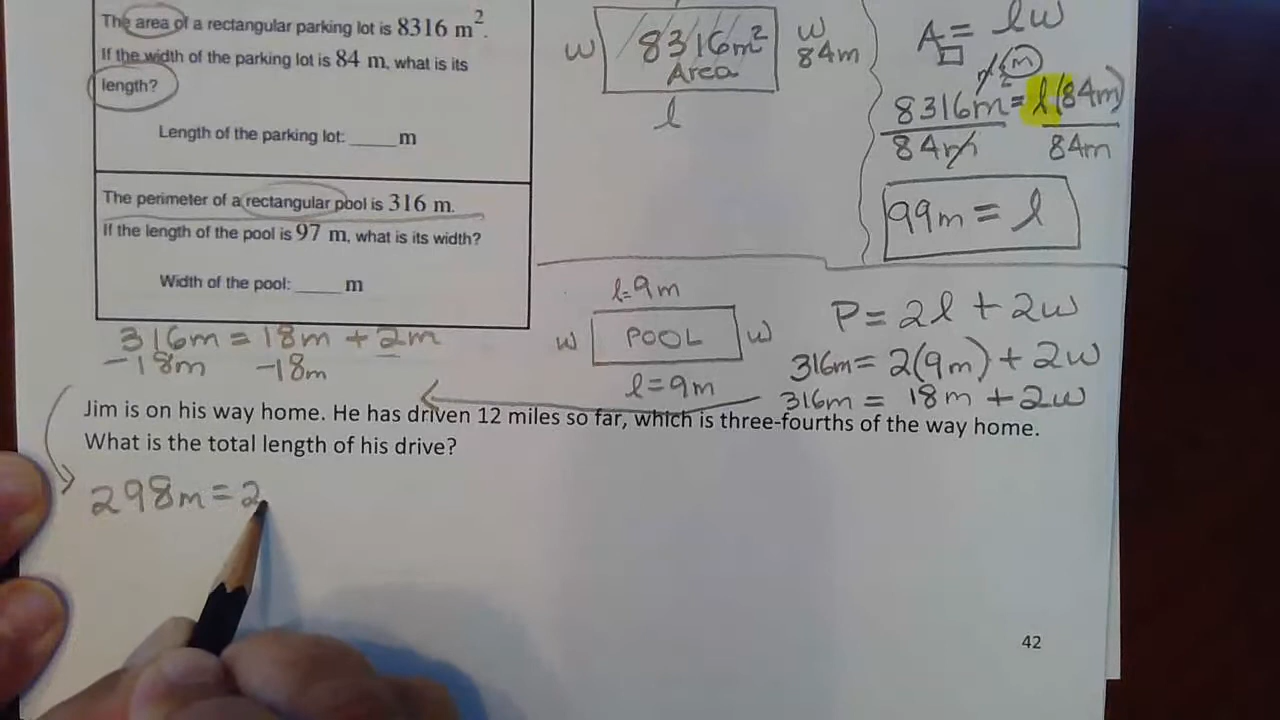 The area of a rectangular parking lot is 8316 m².
If the width of the parking lot is 84 m, what is its
length?
Length of the parking lot: _____ m
w 8316m² w
Area 84m
l
A = lw
m
8316m² = l(84m)
84m 84m
99m = l
The perimeter of a rectangular pool is 316 m.
If the length of the pool is 97 m, what is its width?
Width of the pool: _____ m
l=9m
w POOL w
l = 9m
P = 2l + 2w
316m = 2(9m) + 2w
316m = 18m + 2w
316m = 18m + 2m
-18m -18m
Jim is on his way home. He has driven 12 miles so far, which is three-fourths of the way home.
What is the total length of his drive?
298m = 2
42